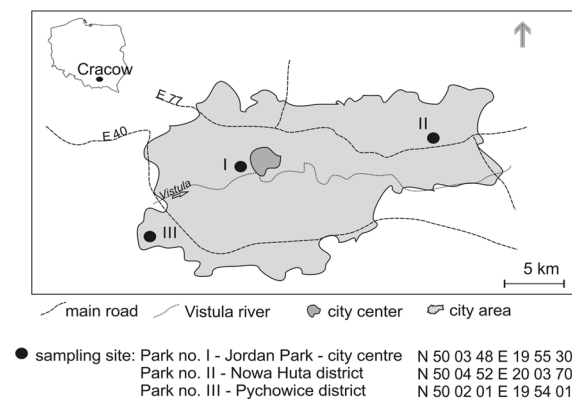 Cracow
E 77
E 40
II
I
Vistula
III
5 km
main road Vistula river city center city area
sampling site: Park no. I - Jordan Park - city centre N 50 03 48 E 19 55 30
Park no. II - Nowa Huta district N 50 04 52 E 20 03 70
Park no. III - Pychowice district N 50 02 01 E 19 54 01